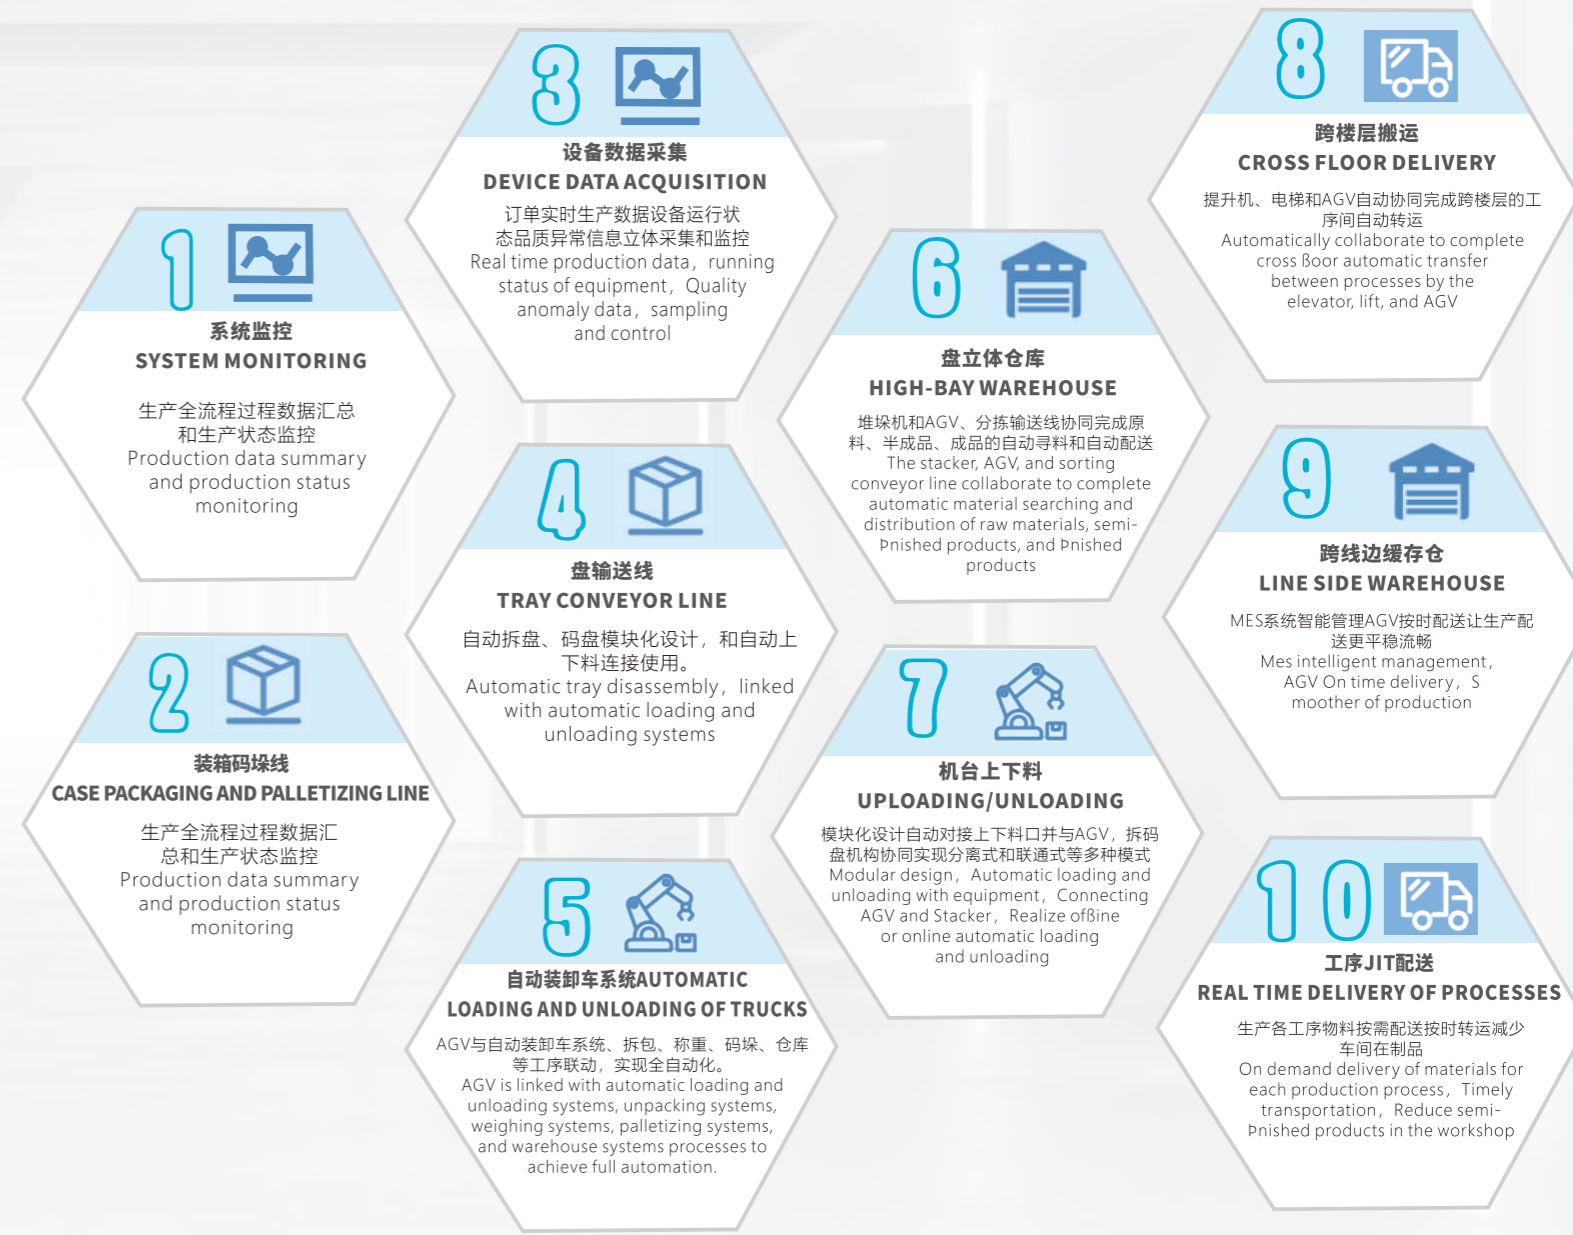 1
系统监控
SYSTEM MONITORING
生产全流程过程数据汇总
和生产状态监控
Production data summary
and production status
monitoring
2
装箱码垛线
CASE PACKAGING AND PALLETIZING LINE
生产全流程过程数据汇
总和生产状态监控
Production data summary
and production status
monitoring
3
设备数据采集
DEVICE DATA ACQUISITION
订单实时生产数据设备运行状
态品质异常信息立体采集和监控
Real time production data，running
status of equipment，Quality
anomaly data，sampling
and control
4
盘输送线
TRAY CONVEYOR LINE
自动拆盘、码盘模块化设计，和自动上
下料连接使用。
Automatic tray disassembly，linked
with automatic loading and
unloading systems
5
自动装卸车系统AUTOMATIC
LOADING AND UNLOADING OF TRUCKS
AGV与自动装卸车系统、拆包、称重、码垛、仓库
等工序联动，实现全自动化。
AGV is linked with automatic loading and
unloading systems, unpacking systems,
weighing systems, palletizing systems,
and warehouse systems processes to
achieve full automation.
6
盘立体仓库
HIGH-BAY WAREHOUSE
堆垛机和AGV、分拣输送线协同完成原
料、半成品、成品的自动寻料和自动配送
The stacker, AGV, and sorting
conveyor line collaborate to complete
automatic material searching and
distribution of raw materials, semi-
Þnished products, and Þnished
products
7
机台上下料
UPLOADING/UNLOADING
模块化设计自动对接上下料口并与AGV，拆码
盘机构协同实现分离式和联通式等多种模式
Modular design，Automatic loading and
unloading with equipment，Connecting
AGV and Stacker，Realize ofßine
or online automatic loading
and unloading
8
跨楼层搬运
CROSS FLOOR DELIVERY
提升机、电梯和AGV自动协同完成跨楼层的工
序间自动转运
Automatically collaborate to complete
cross ßoor automatic transfer
between processes by the
elevator, lift, and AGV
9
跨线边缓存仓
LINE SIDE WAREHOUSE
MES系统智能管理AGV按时配送让生产配
送更平稳流畅
Mes intelligent management，
AGV On time delivery，S
moother of production
10
工序JIT配送
REAL TIME DELIVERY OF PROCESSES
生产各工序物料按需配送按时转运减少
车间在制品
On demand delivery of materials for
each production process，Timely
transportation，Reduce semi-
Þnished products in the workshop